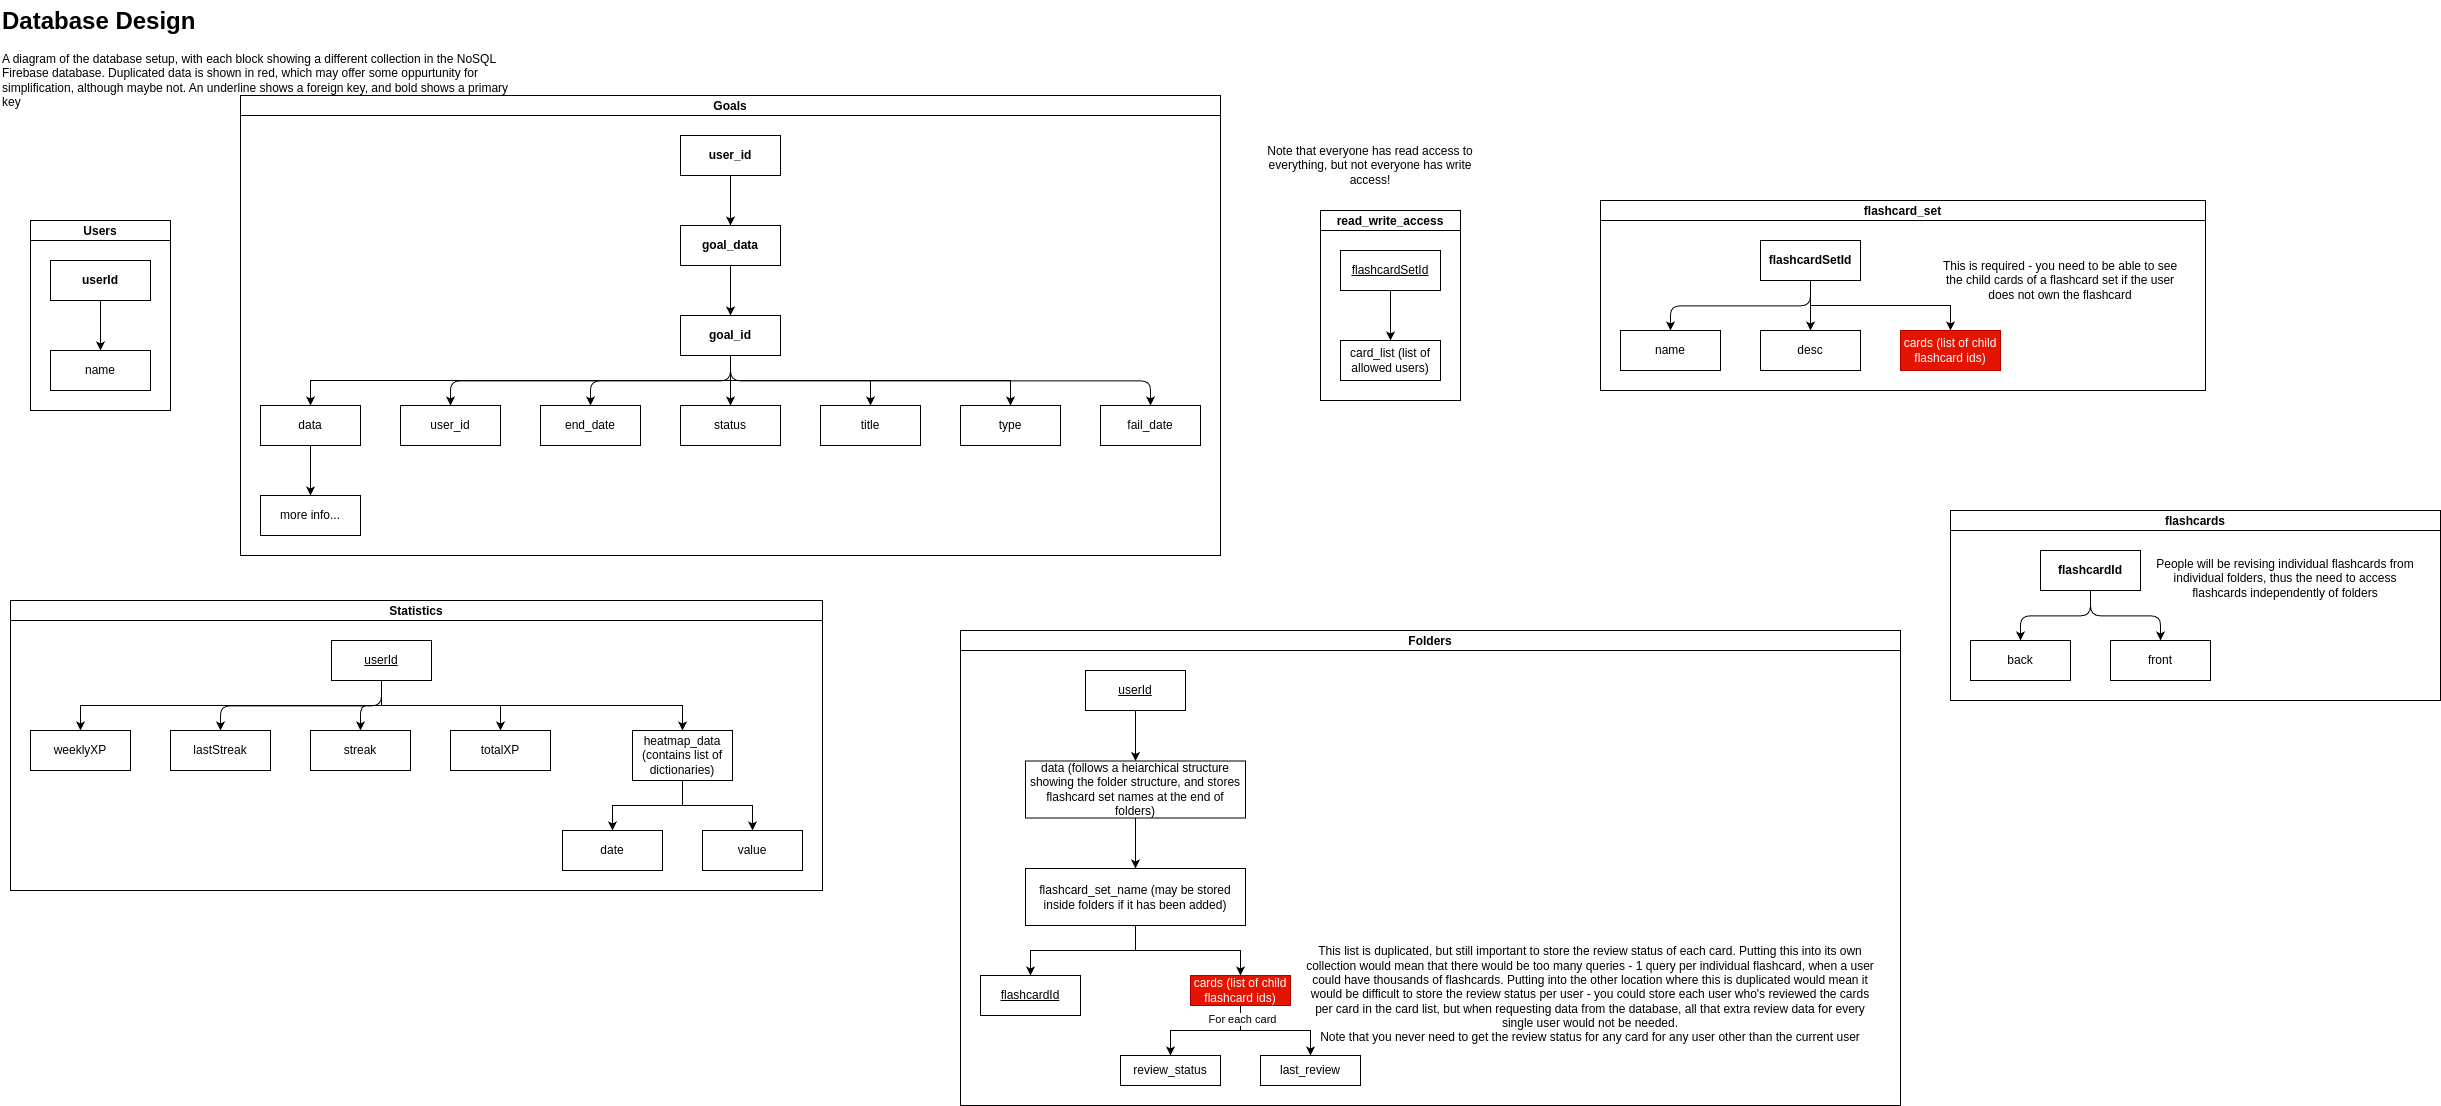 Database Design
A diagram of the database setup, with each block showing a different collection in the NoSQL
Firebase database. Duplicated data is shown in red, which may offer some oppurtunity for
simplification, although maybe not. An underline shows a foreign key, and bold shows a primary
key
Goals
user_id
goal_data
goal_id
data
user_id
end_date
status
title
type
fail_date
more info...
Users
userId
name
Note that everyone has read access to
everything, but not everyone has write
access!
read_write_access
flashcardSetId
card_list (list of
allowed users)
flashcard_set
flashcardSetId
This is required - you need to be able to see
the child cards of a flashcard set if the user
does not own the flashcard
name
desc
cards (list of child
flashcard ids)
flashcards
flashcardId
People will be revising individual flashcards from
individual folders, thus the need to access
flashcards independently of folders
back
front
Statistics
userId
weeklyXP
lastStreak
streak
totalXP
heatmap_data
(contains list of
dictionaries)
date
value
Folders
userId
data (follows a heiarchical structure
showing the folder structure, and stores
flashcard set names at the end of
folders)
flashcard_set_name (may be stored
inside folders if it has been added)
flashcardId
cards (list of child
flashcard ids)
For each card
review_status
last_review
This list is duplicated, but still important to store the review status of each card. Putting this into its own
collection would mean that there would be too many queries - 1 query per individual flashcard, when a user
could have thousands of flashcards. Putting into the other location where this is duplicated would mean it
would be difficult to store the review status per user - you could store each user who's reviewed the cards
per card in the card list, but when requesting data from the database, all that extra review data for every
single user would not be needed.
Note that you never need to get the review status for any card for any user other than the current user